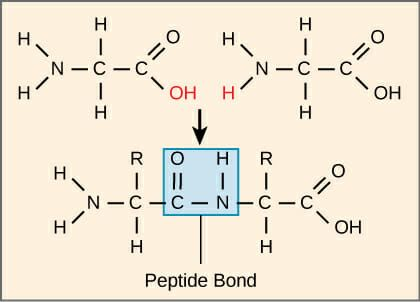 H H O H H O
N C C N C C
H H OH H H OH
H R O H R O
N C C N C C
H H H OH
Peptide Bond